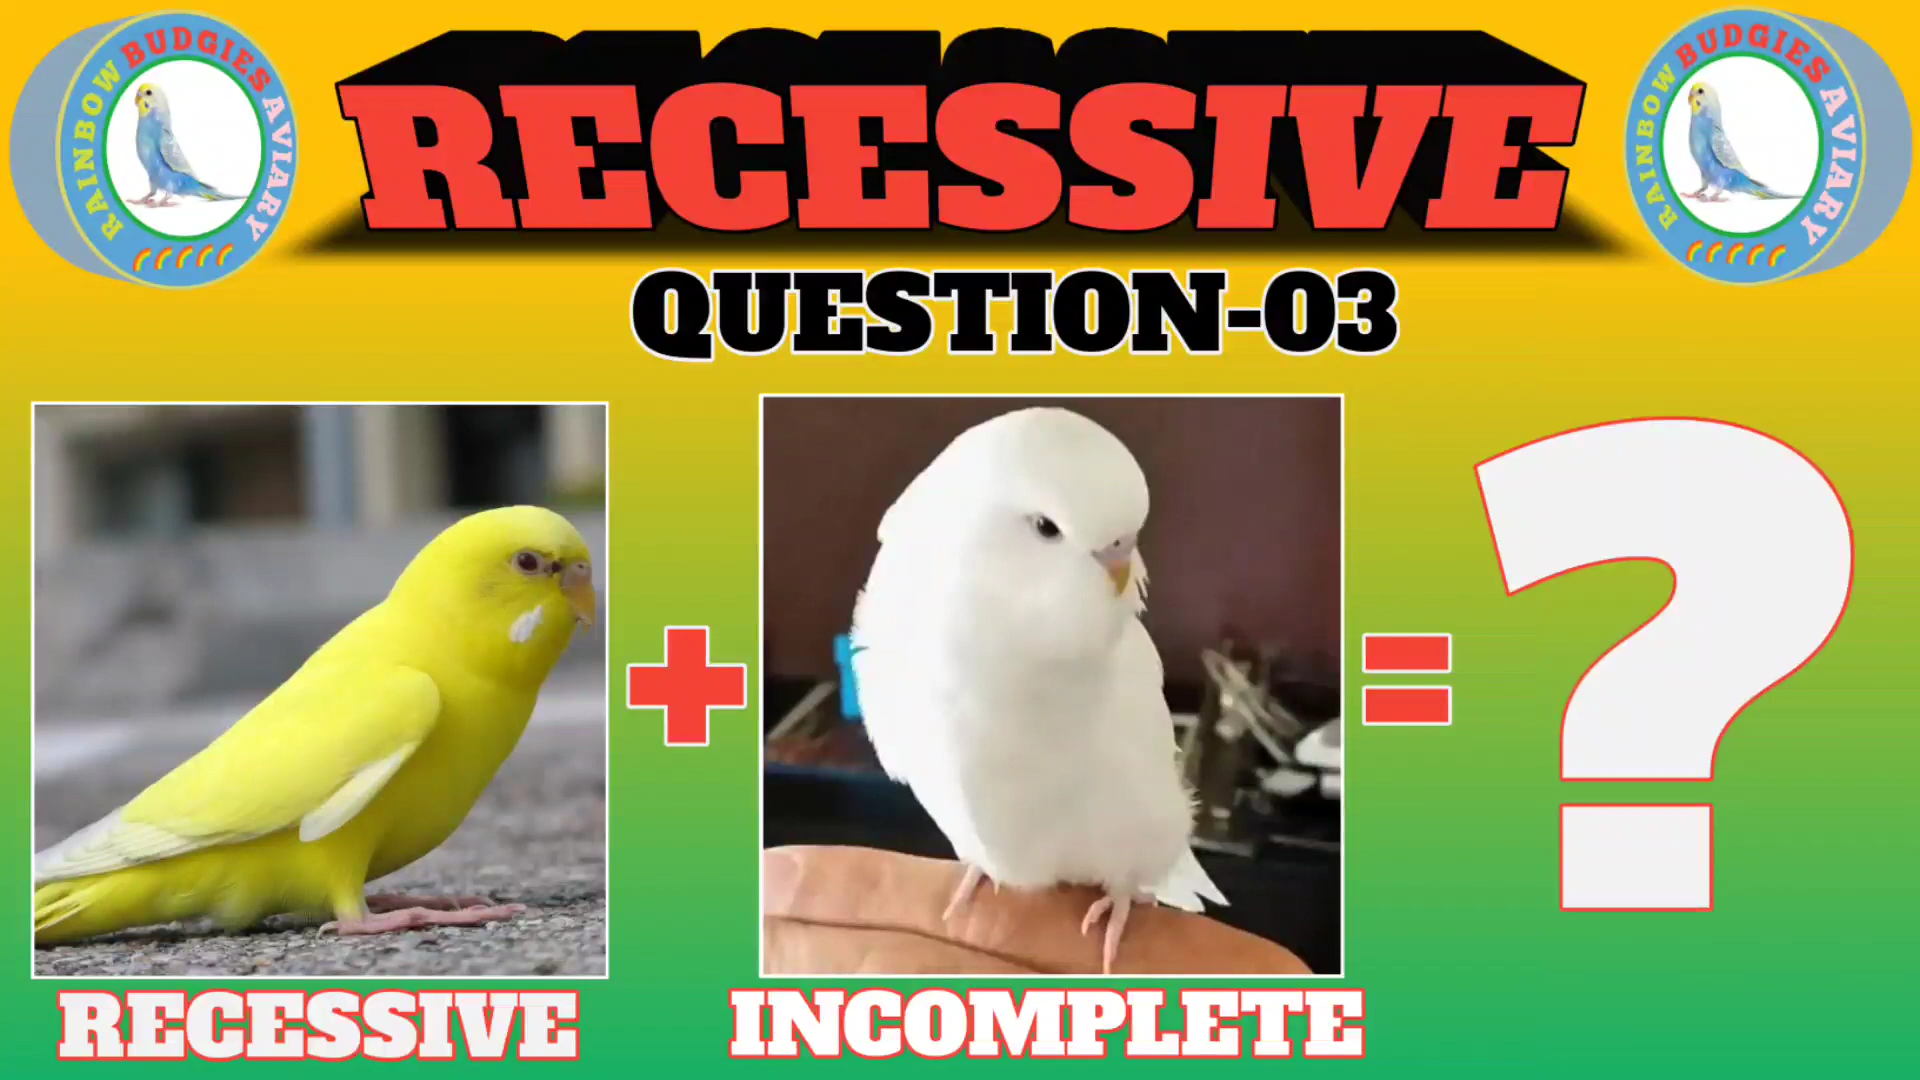 RAINBOW BUDGIES AVIARY
RECESSIVE
RAINBOW BUDGIES AVIARY
QUESTION-03
+
=
?
RECESSIVE
INCOMPLETE